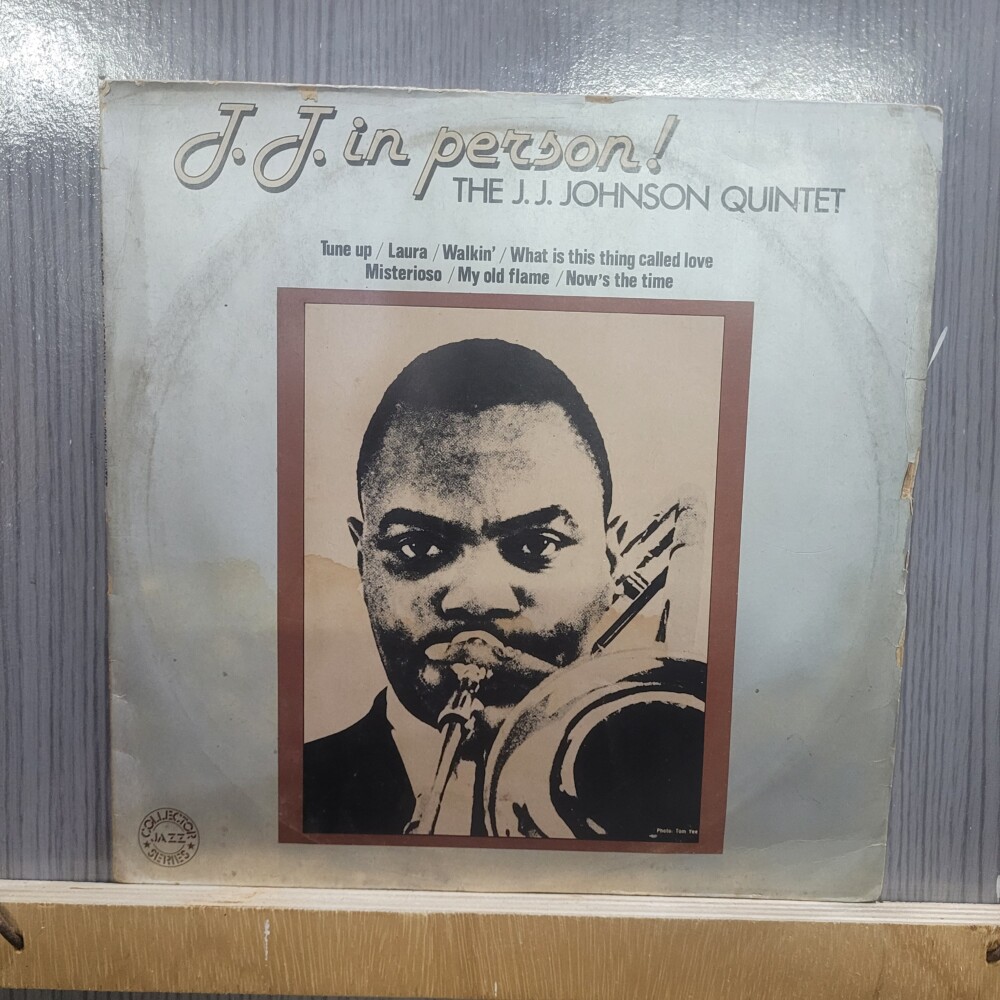 J.J. in person!
THE J.J. JOHNSON QUINTET
Tune up / Laura / Walkin' / What is this thing called love
Misterioso / My old flame / Now's the time
Photo: Tom Yee
COLLECTOR
JAZZ
★ SERIES ★